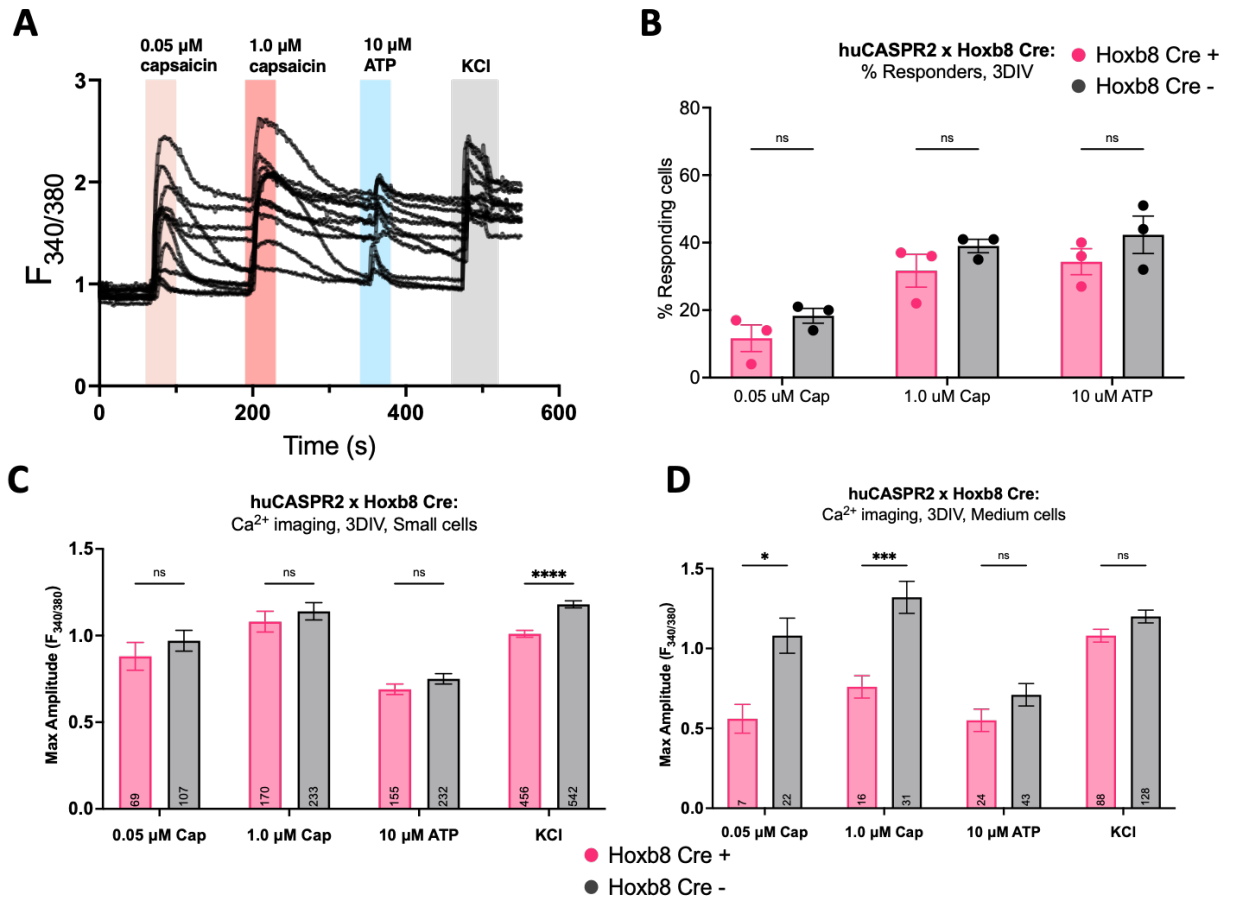 A
0.05 µM
capsaicin
1.0 µM
capsaicin
10 µM
ATP
KCl
F340/380
3
2
1
0
0
200
400
600
Time (s)
B
huCASPR2 x Hoxb8 Cre:
% Responders, 3DIV
Hoxb8 Cre +
Hoxb8 Cre -
% Responding cells
80
60
40
20
0
ns
ns
ns
0.05 uM Cap
1.0 uM Cap
10 uM ATP
C
huCASPR2 x Hoxb8 Cre:
Ca2+ imaging, 3DIV, Small cells
Max Amplitude (F340/380)
1.5
1.0
0.5
0.0
ns
ns
ns
****
69
107
170
233
155
232
456
542
0.05 µM Cap
1.0 µM Cap
10 µM ATP
KCl
D
huCASPR2 x Hoxb8 Cre:
Ca2+ imaging, 3DIV, Medium cells
Max Amplitude (F340/380)
1.5
1.0
0.5
0.0
*
***
ns
ns
7
22
16
31
24
43
88
128
0.05 µM Cap
1.0 µM Cap
10 µM ATP
KCl
Hoxb8 Cre +
Hoxb8 Cre -